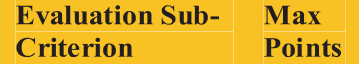 Evaluation Sub-
Criterion
Max
Points